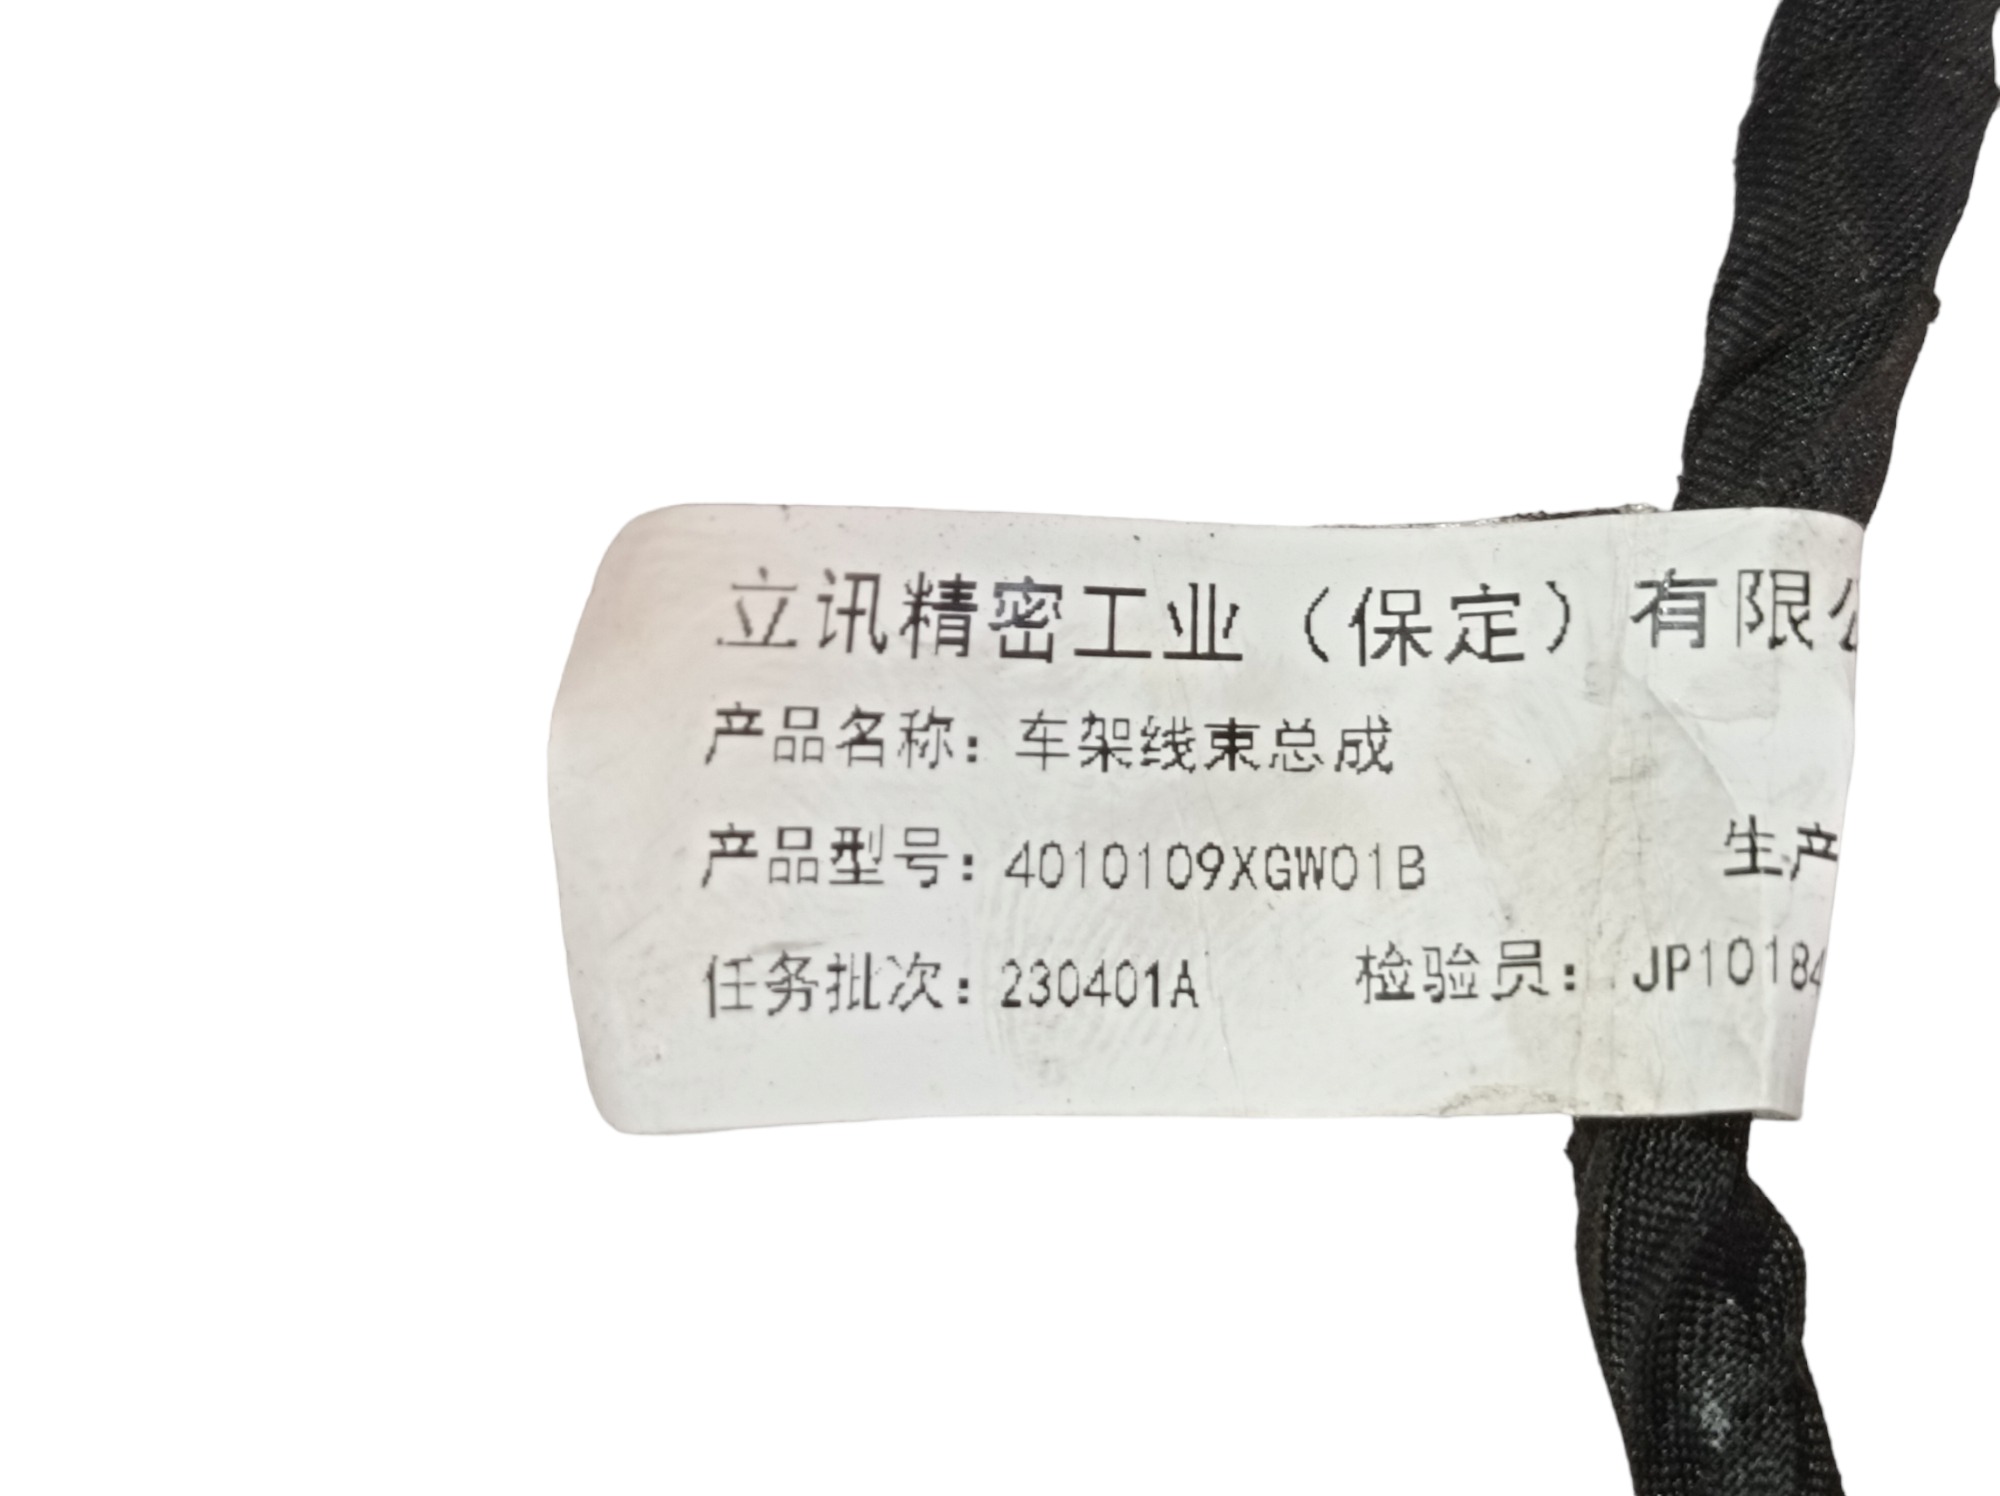 立讯精密工业（保定）有限公
产品名称：车架线束总成
产品型号：4010109XGW01B 生产
任务批次：230401A 检验员：JP10184